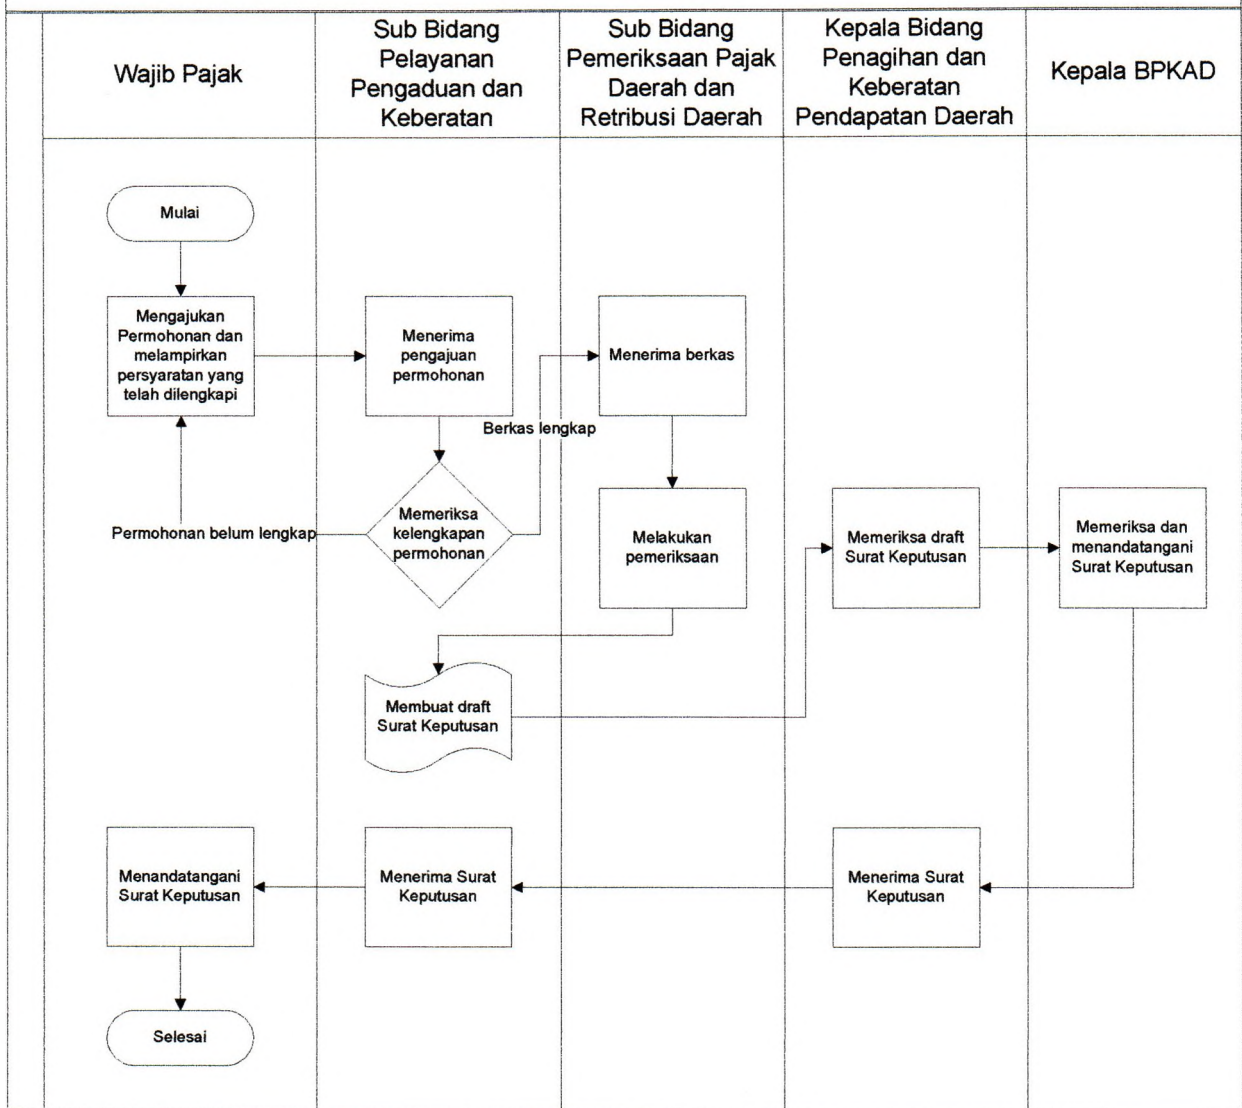 Wajib Pajak
Sub Bidang
Pelayanan
Pengaduan dan
Keberatan
Sub Bidang
Pemeriksaan Pajak
Daerah dan
Retribusi Daerah
Kepala Bidang
Penagihan dan
Keberatan
Pendapatan Daerah
Kepala BPKAD
Mulai
Mengajukan
Permohonan dan
melampirkan
persyaratan yang
telah dilengkapi
Menerima
pengajuan
permohonan
Menerima berkas
Berkas lengkap
Permohonan belum lengkap
Memeriksa
kelengkapan
permohonan
Melakukan
pemeriksaan
Memeriksa draft
Surat Keputusan
Memeriksa dan
menandatangani
Surat Keputusan
Membuat draft
Surat Keputusan
Menandatangani
Surat Keputusan
Menerima Surat
Keputusan
Menerima Surat
Keputusan
Selesai